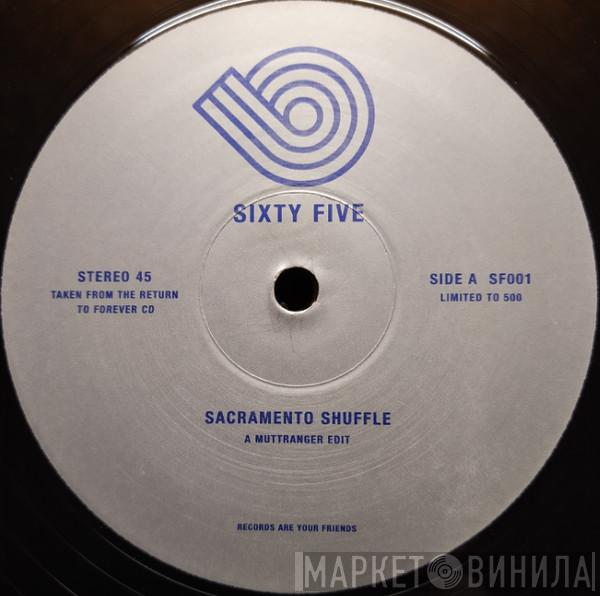 SIXTY FIVE
STEREO 45
TAKEN FROM THE RETURN
TO FOREVER CD
SIDE A SF001
LIMITED TO 500
SACRAMENTO SHUFFLE
A MUTTRANGER EDIT
RECORDS ARE YOUR FRIENDS
МАРКЕТ ВИНИЛА